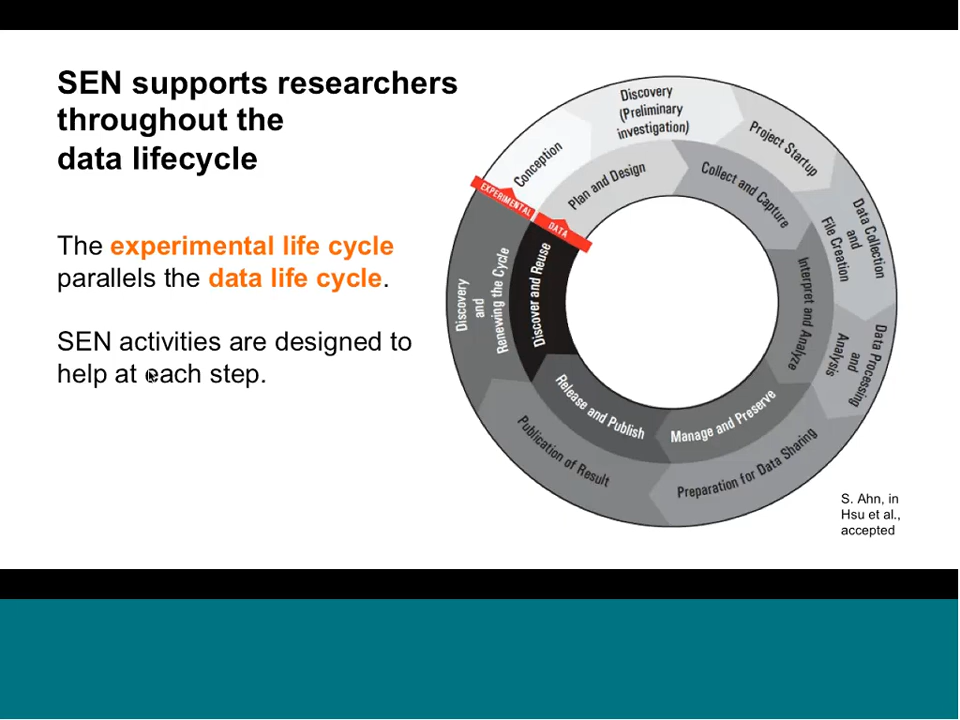 SEN supports researchers
throughout the
data lifecycle
The experimental life cycle
parallels the data life cycle.
SEN activities are designed to
help at each step.
EXPERIMENTAL
Conception
Discovery
(Preliminary
investigation)
Project Startup
Data Collection
and
File Creation
Data Processing
and
Analysis
Preparation for Data Sharing
Publication of Result
Discovery
and
Renewing the Cycle
DATA
Plan and Design
Collect and Capture
Interpret and Analyze
Manage and Preserve
Release and Publish
Discover and Reuse
S. Ahn, in
Hsu et al.,
accepted